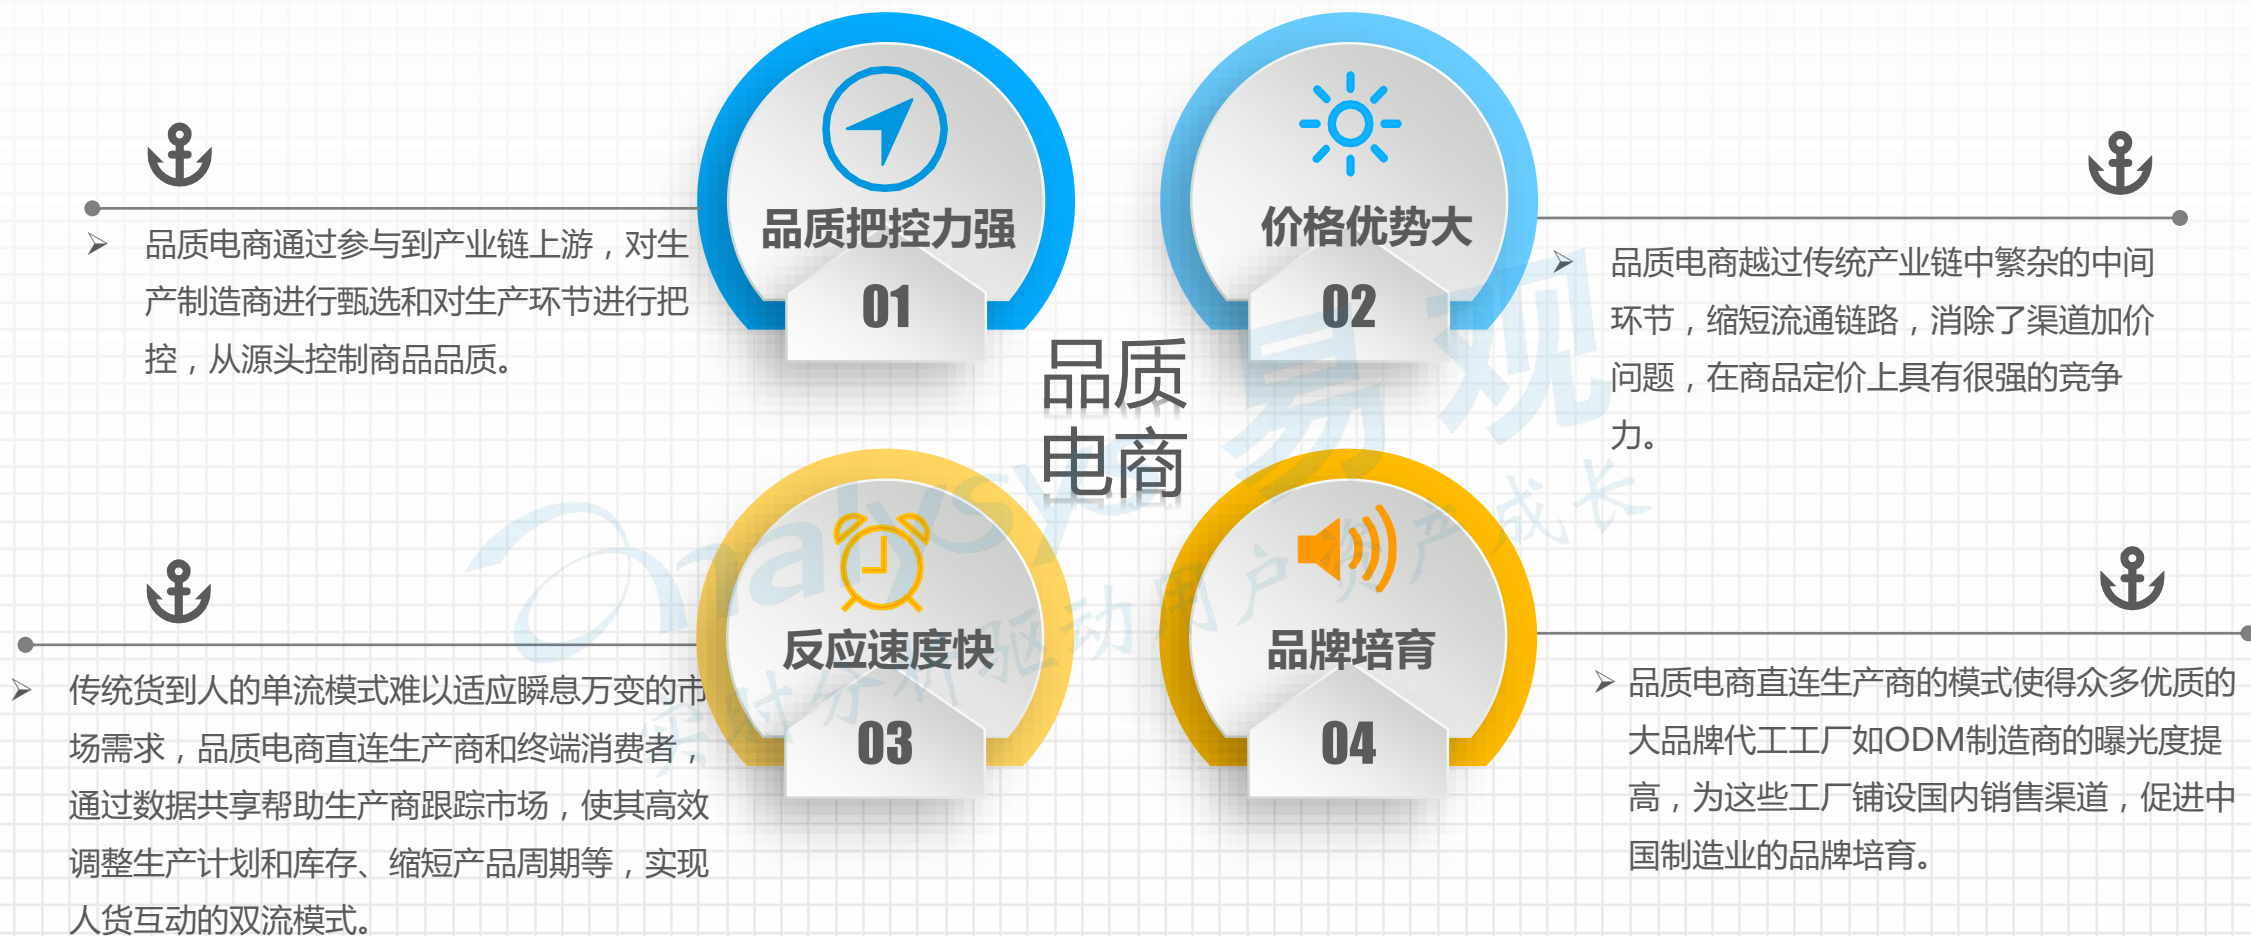 品质把控力强
01
品质电商通过参与到产业链上游，对生
产制造商进行甄选和对生产环节进行把
控，从源头控制商品品质。
价格优势大
02
品质电商越过传统产业链中繁杂的中间
环节，缩短流通链路，消除了渠道加价
问题，在商品定价上具有很强的竞争
力。
品质
电商
反应速度快
03
传统货到人的单流模式难以适应瞬息万变的市
场需求，品质电商直连生产商和终端消费者，
通过数据共享帮助生产商跟踪市场，使其高效
调整生产计划和库存、缩短产品周期等，实现
人货互动的双流模式。
品牌培育
04
品质电商直连生产商的模式使得众多优质的
大品牌代工工厂如ODM制造商的曝光度提
高，为这些工厂铺设国内销售渠道，促进中
国制造业的品牌培育。
analysys 易观
实时分析驱动用户资产成长